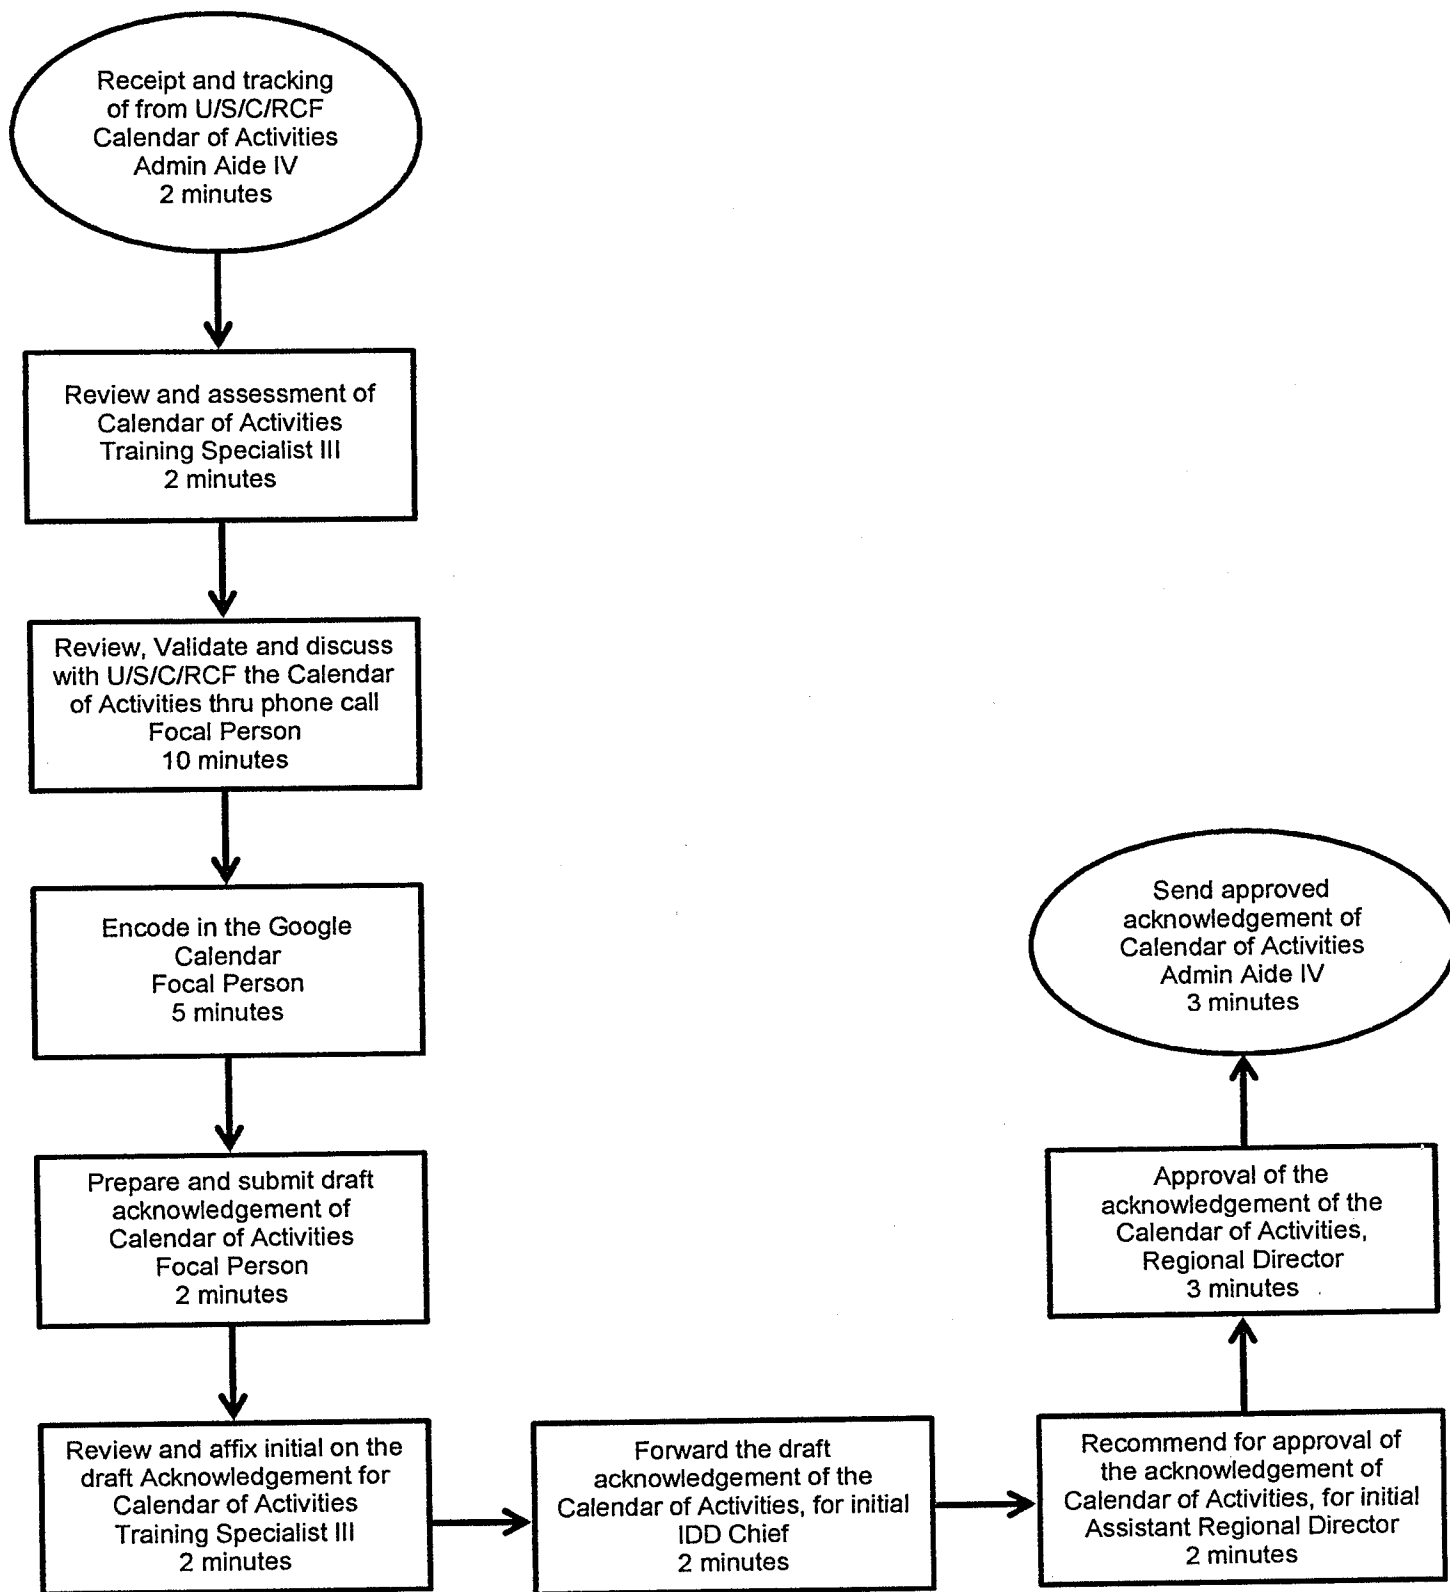 Receipt and tracking
of from U/S/C/RCF
Calendar of Activities
Admin Aide IV
2 minutes
Review and assessment of
Calendar of Activities
Training Specialist III
2 minutes
Review, Validate and discuss
with U/S/C/RCF the Calendar
of Activities thru phone call
Focal Person
10 minutes
Encode in the Google
Calendar
Focal Person
5 minutes
Prepare and submit draft
acknowledgement of
Calendar of Activities
Focal Person
2 minutes
Review and affix initial on the
draft Acknowledgement for
Calendar of Activities
Training Specialist III
2 minutes
Forward the draft
acknowledgement of the
Calendar of Activities, for initial
IDD Chief
2 minutes
Recommend for approval of
the acknowledgement of
Calendar of Activities, for initial
Assistant Regional Director
2 minutes
Approval of the
acknowledgement of the
Calendar of Activities,
Regional Director
3 minutes
Send approved
acknowledgement of
Calendar of Activities
Admin Aide IV
3 minutes